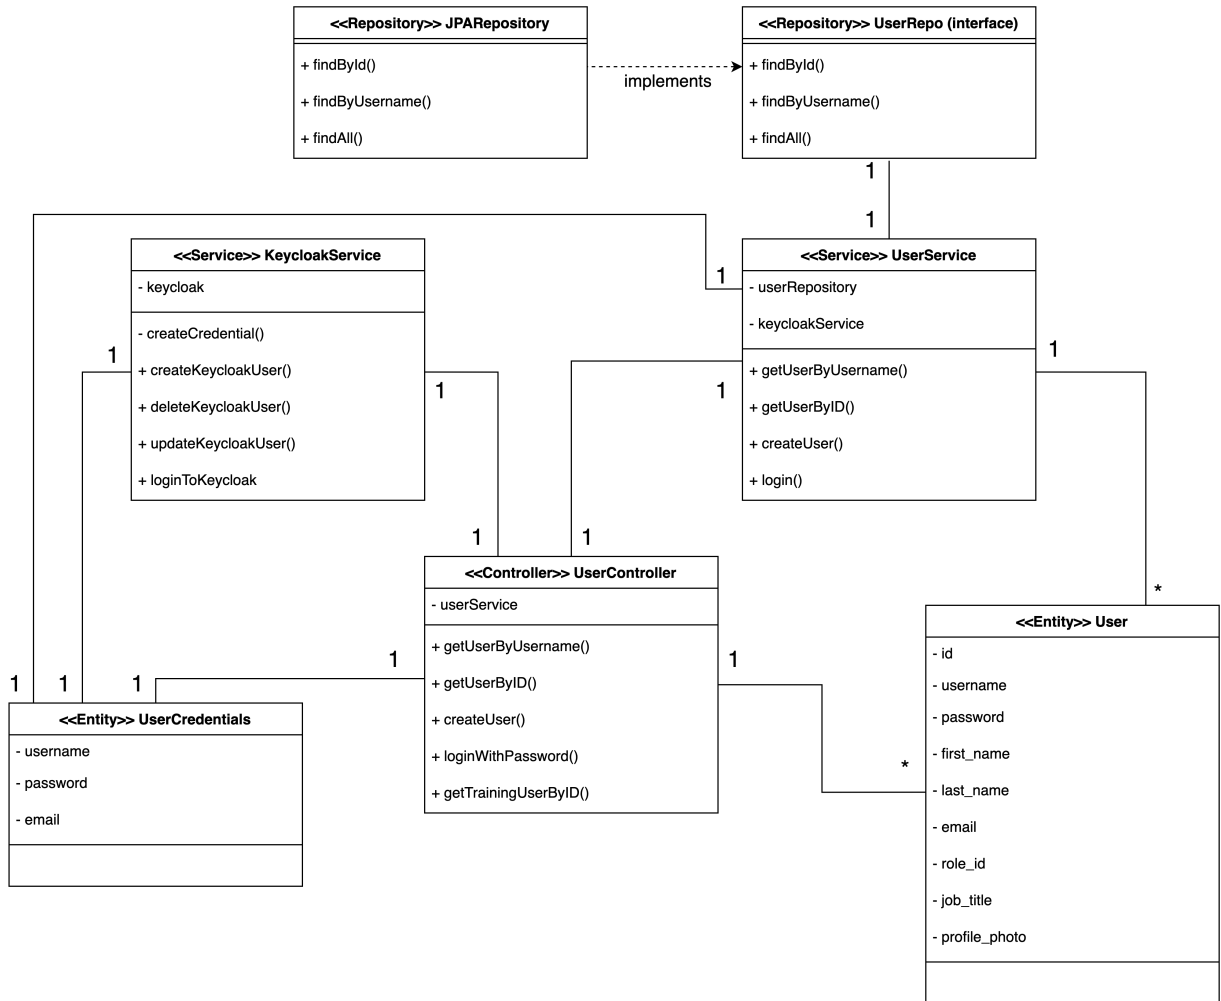 <<Repository>> JPARepository
+ findById()
+ findByUsername()
+ findAll()
implements
<<Repository>> UserRepo (interface)
+ findById()
+ findByUsername()
+ findAll()
1
1
<<Service>> KeycloakService
- keycloak
- createCredential()
+ createKeycloakUser()
+ deleteKeycloakUser()
+ updateKeycloakUser()
+ loginToKeycloak
1
1
1
<<Service>> UserService
- userRepository
- keycloakService
+ getUserByUsername()
+ getUserByID()
+ createUser()
+ login()
1
1
1
1
<<Controller>> UserController
- userService
+ getUserByUsername()
+ getUserByID()
+ createUser()
+ loginWithPassword()
+ getTrainingUserByID()
1
1
*
*
1
1
1
<<Entity>> UserCredentials
- username
- password
- email
<<Entity>> User
- id
- username
- password
- first_name
- last_name
- email
- role_id
- job_title
- profile_photo